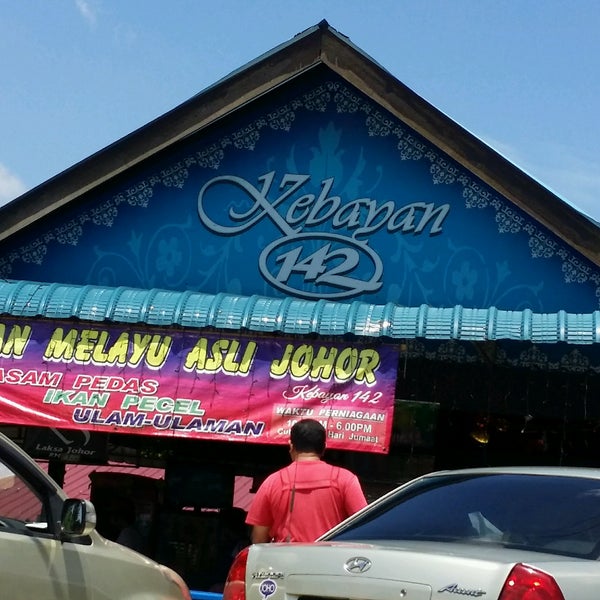 Kebayan
142
AN MELAYU ASLI JOHOR
ASAM PEDAS
IKAN PECEL
ULAM-ULAMAN
Kebayan 142
WAKTU PERNIAGAAN
- 6.00PM
Hari Jumaat
Laksa Johor
Accent